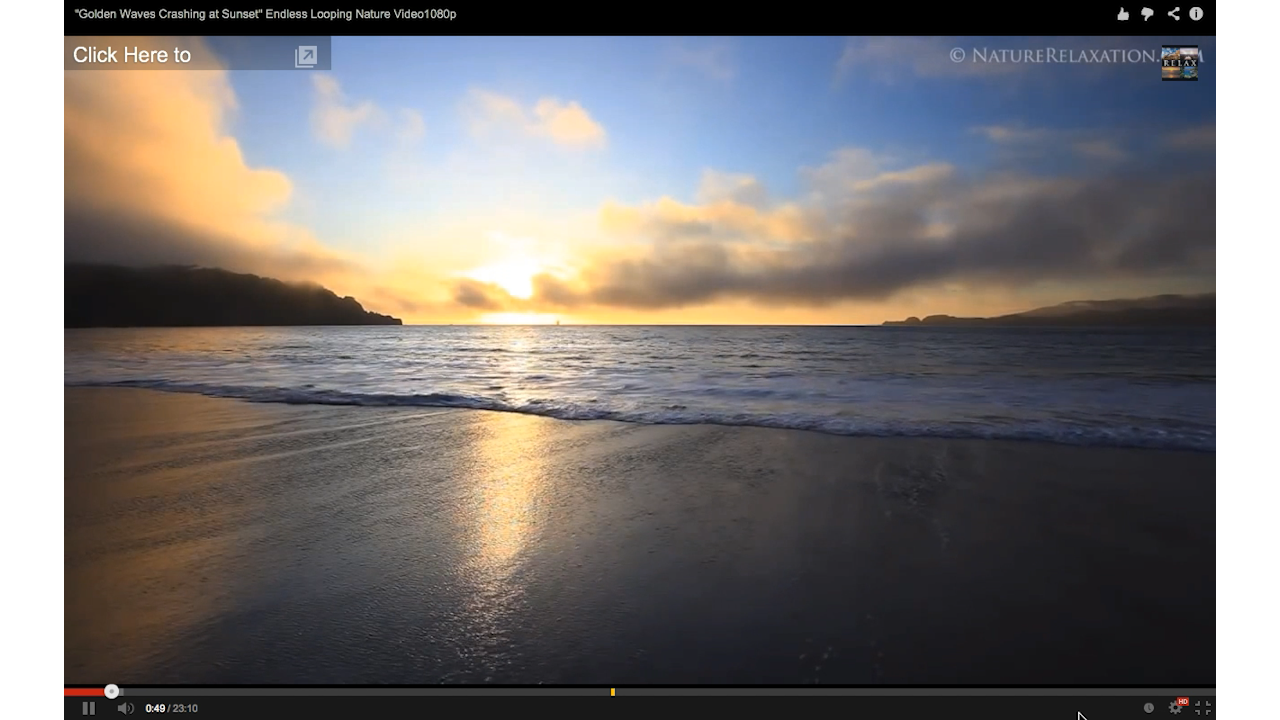 "Golden Waves Crashing at Sunset" Endless Looping Nature Video1080p
Click Here to
© NATURERELAXATION.COM
RELAX
0:49 / 23:10
HD